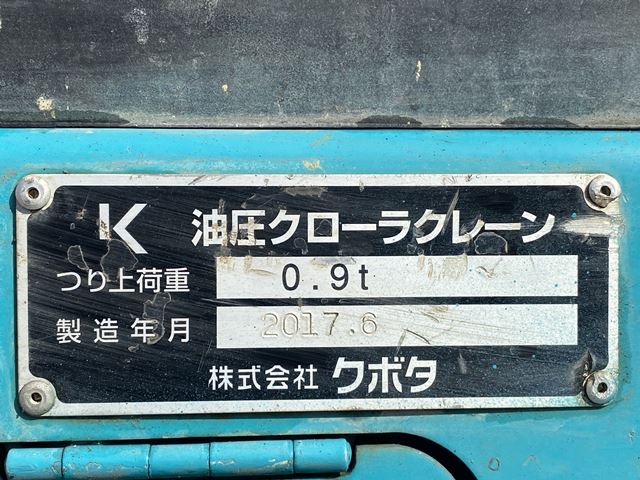 K 油圧クローラクレーン
つり上荷重 0.9t
製造年月 2017.6
株式会社 クボタ